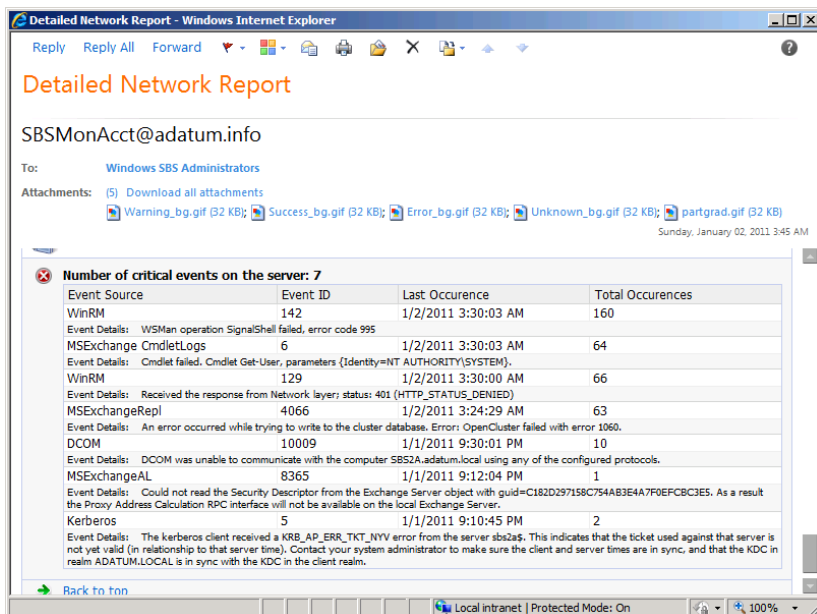 Detailed Network Report - Windows Internet Explorer
Reply Reply All Forward
Detailed Network Report
SBSMonAcct@adatum.info
To: Windows SBS Administrators
Attachments: (5) Download all attachments
Warning_bg.gif (32 KB); Success_bg.gif (32 KB); Error_bg.gif (32 KB); Unknown_bg.gif (32 KB); partgrad.gif (32 KB)
Sunday, January 02, 2011 3:45 AM
Number of critical events on the server: 7
Event Source Event ID Last Occurence Total Occurences
WinRM 142 1/2/2011 3:30:03 AM 160
Event Details: WSMan operation SignalShell failed, error code 995
MSExchange CmdletLogs 6 1/2/2011 3:30:03 AM 64
Event Details: Cmdlet failed. Cmdlet Get-User, parameters {Identity=NT AUTHORITY\SYSTEM}.
WinRM 129 1/2/2011 3:30:00 AM 66
Event Details: Received the response from Network layer; status: 401 (HTTP_STATUS_DENIED)
MSExchangeRepl 4066 1/2/2011 3:24:29 AM 63
Event Details: An error occurred while trying to write to the cluster database. Error: OpenCluster failed with error 1060.
DCOM 10009 1/1/2011 9:30:01 PM 10
Event Details: DCOM was unable to communicate with the computer SBS2A.adatum.local using any of the configured protocols.
MSExchangeAL 8365 1/1/2011 9:12:04 PM 1
Event Details: Could not read the Security Descriptor from the Exchange Server object with guid=C182D297158C754AB3E4A7F0EFCBC3E5. As a result
the Proxy Address Calculation RPC interface will not be available on the local Exchange Server.
Kerberos 5 1/1/2011 9:10:45 PM 2
Event Details: The kerberos client received a KRB_AP_ERR_TKT_NYV error from the server sbs2a$. This indicates that the ticket used against that server is
not yet valid (in relationship to that server time). Contact your system administrator to make sure the client and server times are in sync, and that the KDC in
realm ADATUM.LOCAL is in sync with the KDC in the client realm.
Back to top
Local intranet | Protected Mode: On 100%